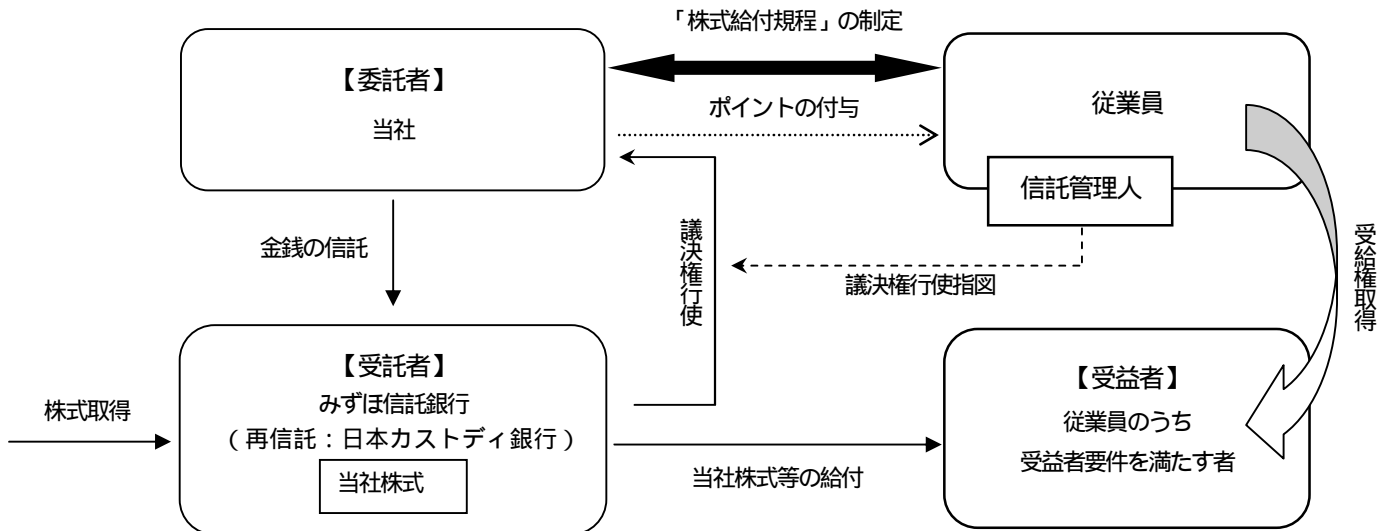 「株式給付規程」の制定
【委託者】
当社
ポイントの付与
従業員
信託管理人
金銭の信託
議決権行使
議決権行使指図
受給権取得
【受託者】
みずほ信託銀行
（再信託：日本カストディ銀行）
当社株式
株式取得
当社株式等の給付
【受益者】
従業員のうち
受益者要件を満たす者